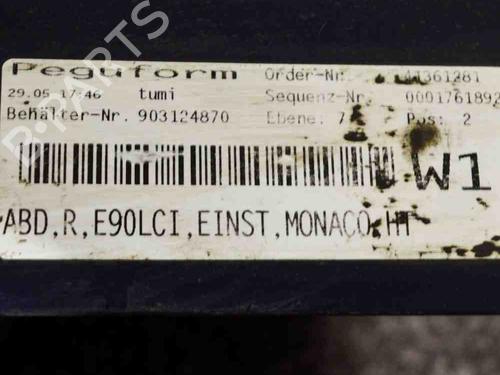 Peguform Order-Nr. 41361281
29.05 17:46 tumi Sequenz-Nr. 0001761892
Behälter-Nr. 903124870 Ebene: 7 Pos: 2
W1
ABD,R,E90LCI,EINST,MONACO,HT
B-PARTS